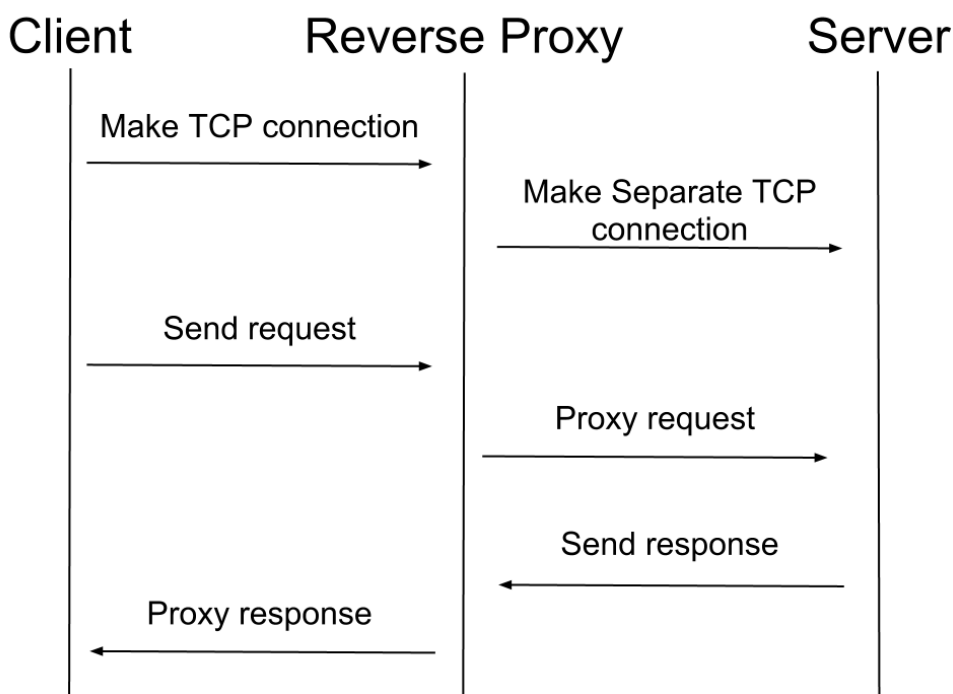 Client
Reverse Proxy
Server
Make TCP connection
Make Separate TCP
connection
Send request
Proxy request
Send response
Proxy response